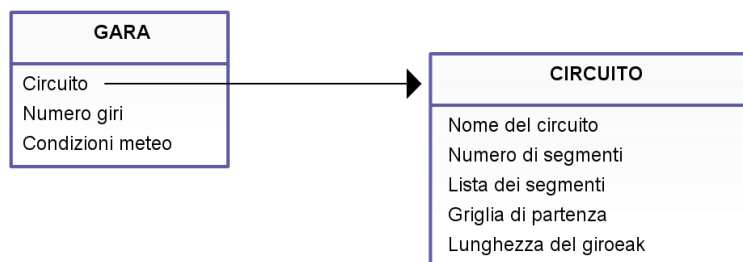 GARA
Circuito
Numero giri
Condizioni meteo
CIRCUITO
Nome del circuito
Numero di segmenti
Lista dei segmenti
Griglia di partenza
Lunghezza del giroeak